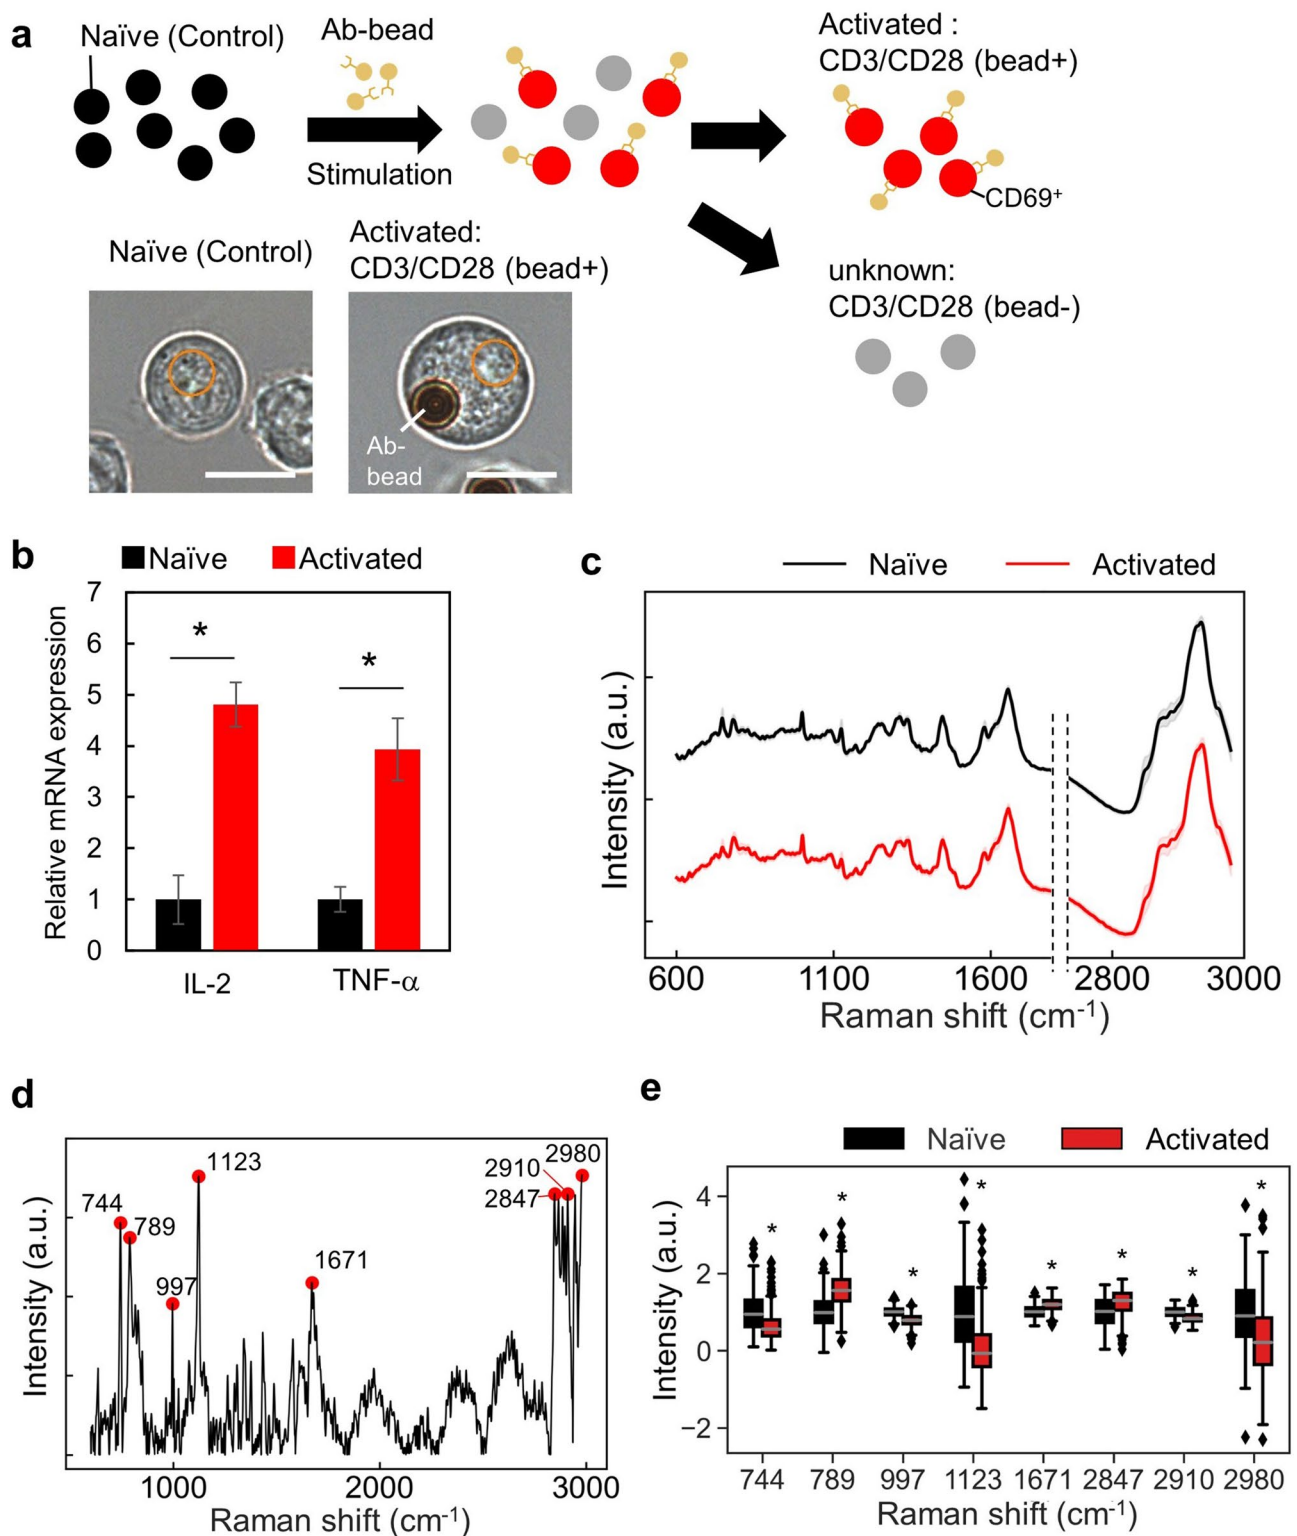 a
Naïve (Control)
Ab-bead
Stimulation
Activated :
CD3/CD28 (bead+)
CD69+
unknown:
CD3/CD28 (bead-)
Naïve (Control)
Activated:
CD3/CD28 (bead+)
Ab-
bead
b
Naïve
Activated
Relative mRNA expression
7
6
5
4
3
2
1
0
*
*
IL-2
TNF-α
c
Naïve
Activated
Intensity (a.u.)
600
1100
1600
2800
3000
Raman shift (cm-1)
d
Intensity (a.u.)
744
789
997
1123
1671
2847
2910
2980
1000
2000
3000
Raman shift (cm-1)
e
Naïve
Activated
Intensity (a.u.)
4
2
0
−2
*
*
*
*
*
*
*
*
744
789
997
1123
1671
2847
2910
2980
Raman shift (cm-1)